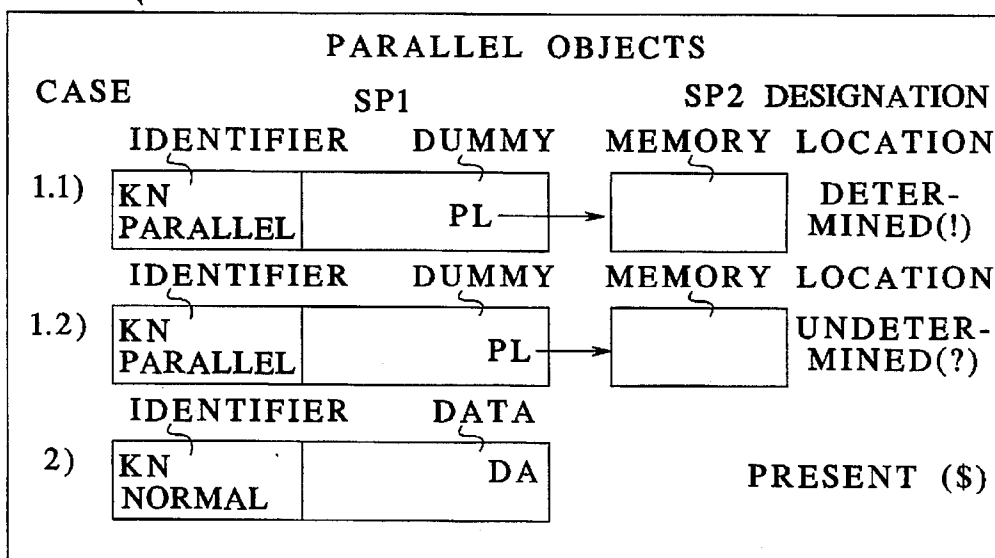 PARALLEL OBJECTS
CASE SP1 SP2 DESIGNATION
IDENTIFIER DUMMY MEMORY LOCATION
1.1) KN PARALLEL PL DETER-
MINED(!)
IDENTIFIER DUMMY MEMORY LOCATION
1.2) KN PARALLEL PL UNDETER-
MINED(?)
IDENTIFIER DATA
2) KN NORMAL DA PRESENT ($)